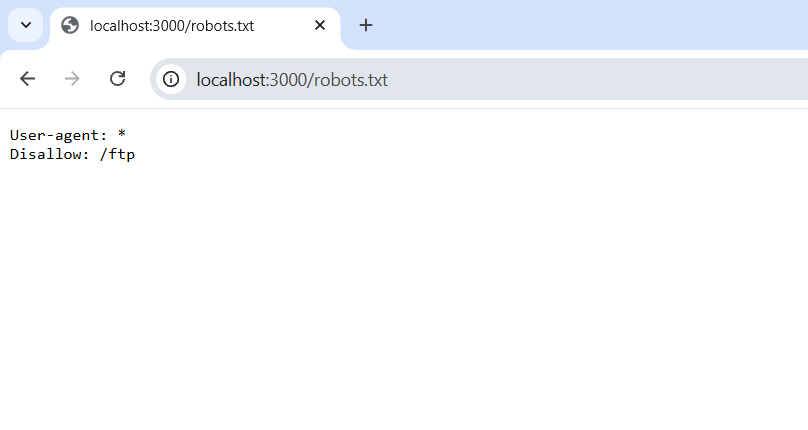 localhost:3000/robots.txt
localhost:3000/robots.txt
User-agent: *
Disallow: /ftp